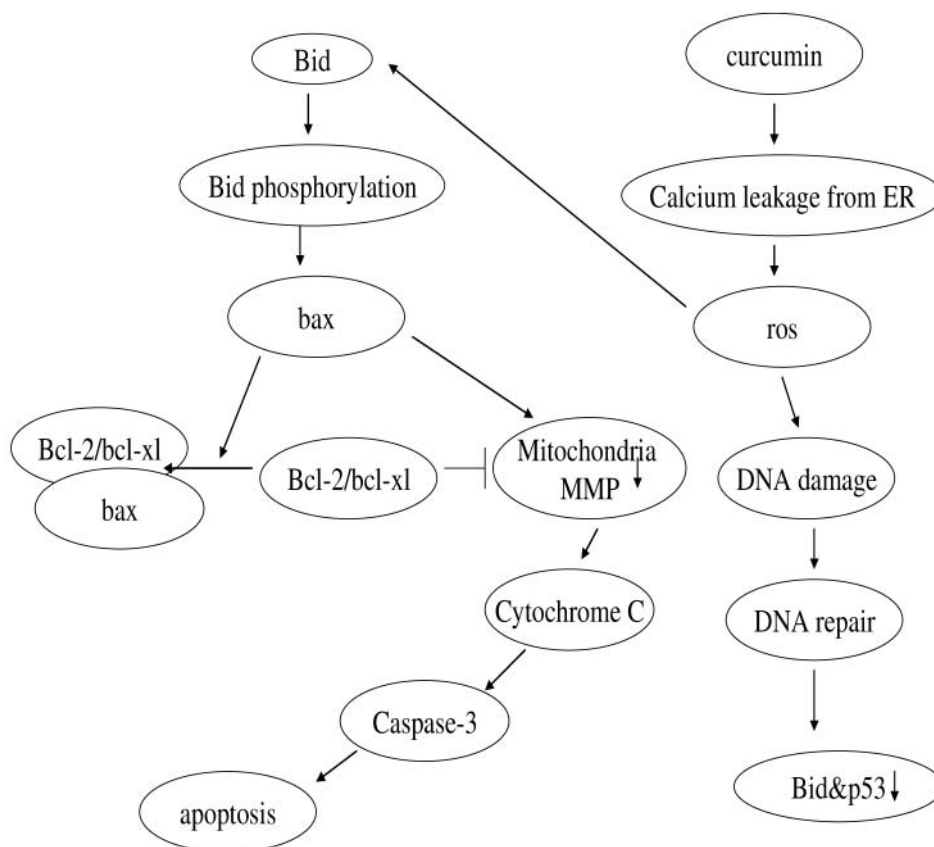 Bid
curcumin
Bid phosphorylation
Calcium leakage from ER
bax
ros
Bcl-2/bcl-xl
bax
Bcl-2/bcl-xl
Mitochondria
MMP ↓
DNA damage
Cytochrome C
DNA repair
Caspase-3
Bid&p53↓
apoptosis